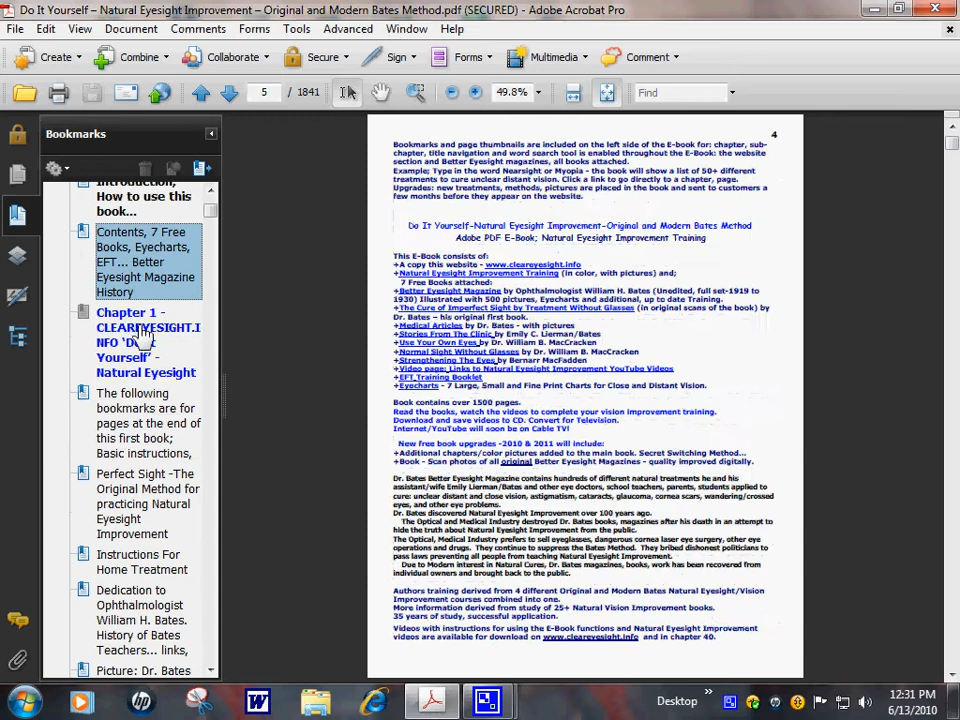 Do It Yourself – Natural Eyesight Improvement – Original and Modern Bates Method.pdf (SECURED) - Adobe Acrobat Pro
File Edit View Document Comments Forms Tools Advanced Window Help
Create Combine Collaborate Secure Sign Forms Multimedia Comment
5 / 1841 49.8% Find
Bookmarks
Introduction,
How to use this
book...
Contents, 7 Free
Books, Eyecharts,
EFT... Better
Eyesight Magazine
History
Chapter 1 -
CLEAREYESIGHT.I
NFO
Yourself' -
Natural Eyesight
The following
bookmarks are for
pages at the end of
this first book;
Basic instructions,
Perfect Sight -The
Original Method for
practicing Natural
Eyesight
Improvement
Instructions For
Home Treatment
Dedication to
Ophthalmologist
William H. Bates.
History of Bates
Teachers... links,
Picture: Dr. Bates
4
Bookmarks and page thumbnails are included on the left side of the E-book for: chapter, sub-
chapter, title navigation and word search tool is enabled throughout the E-Book: the website
section and Better Eyesight magazines, all books attached.
Example; Type in the word Nearsight or Myopia - the book will show a list of 50+ different
treatments to cure unclear distant vision. Click a link to go directly to a chapter, page.
Upgrades: new treatments, methods, pictures are placed in the book and sent to customers a
few months before they appear on the website.
Do It Yourself-Natural Eyesight Improvement-Original and Modern Bates Method
Adobe PDF E-Book; Natural Eyesight Improvement Training
This E-Book consists of:
+A copy this website - www.cleareyesight.info
+Natural Eyesight Improvement Training (in color, with pictures) and;
7 Free Books attached:
+Better Eyesight Magazine by Ophthalmologist William H. Bates (Unedited, full set-1919 to
1930) Illustrated with 500 pictures, Eyecharts and additional, up to date Training.
+The Cure of Imperfect Sight by Treatment Without Glasses (in original scans of the book) by
Dr. Bates – his original first book.
+Medical Articles by Dr. Bates - with pictures
+Stories From The Clinic by Emily C. Lierman/Bates
+Use Your Own Eyes by Dr. William B. MacCracken
+Normal Sight Without Glasses by Dr. William B. MacCracken
+Strengthening The Eyes by Bernarr MacFadden
+Video page; Links to Natural Eyesight Improvement YouTube Videos
+EFT Training Booklet
+Eyecharts - 7 Large, Small and Fine Print Charts for Close and Distant Vision.
Book contains over 1500 pages.
Read the books, watch the videos to complete your vision improvement training.
Download and save videos to CD. Convert for Television.
Internet/YouTube will soon be on Cable TV!
New free book upgrades -2010 & 2011 will include:
+Additional chapters/color pictures added to the main book. Secret Switching Method...
+Book - Scan photos of all original Better Eyesight Magazines - quality improved digitally.
Dr. Bates Better Eyesight Magazine contains hundreds of different natural treatments he and his
assistant/wife Emily Lierman/Bates and other eye doctors, school teachers, parents, students applied to
cure: unclear distant and close vision, astigmatism, cataracts, glaucoma, cornea scars, wandering/crossed
eyes, and other eye problems.
Dr. Bates discovered Natural Eyesight Improvement over 100 years ago.
The Optical and Medical Industry destroyed Dr. Bates books, magazines after his death in an attempt to
hide the truth about Natural Eyesight Improvement from the public.
The Optical, Medical Industry prefers to sell eyeglasses, dangerous cornea laser eye surgery, other eye
operations and drugs. They continue to suppress the Bates Method. They bribed dishonest politicians to
pass laws preventing all people from teaching Natural Eyesight Improvement.
Due to Modern interest in Natural Cures, Dr. Bates magazines, books, work has been recovered from
individual owners and brought back to the public.
Authors training derived from 4 different Original and Modern Bates Natural Eyesight/Vision
Improvement courses combined into one.
More information derived from study of 25+ Natural Vision Improvement books.
35 years of study, successful application.
Videos with instructions for using the E-Book functions and Natural Eyesight Improvement
videos are available for download on www.cleareyesight.info and in chapter 40.
Desktop
12:31 PM
6/13/2010